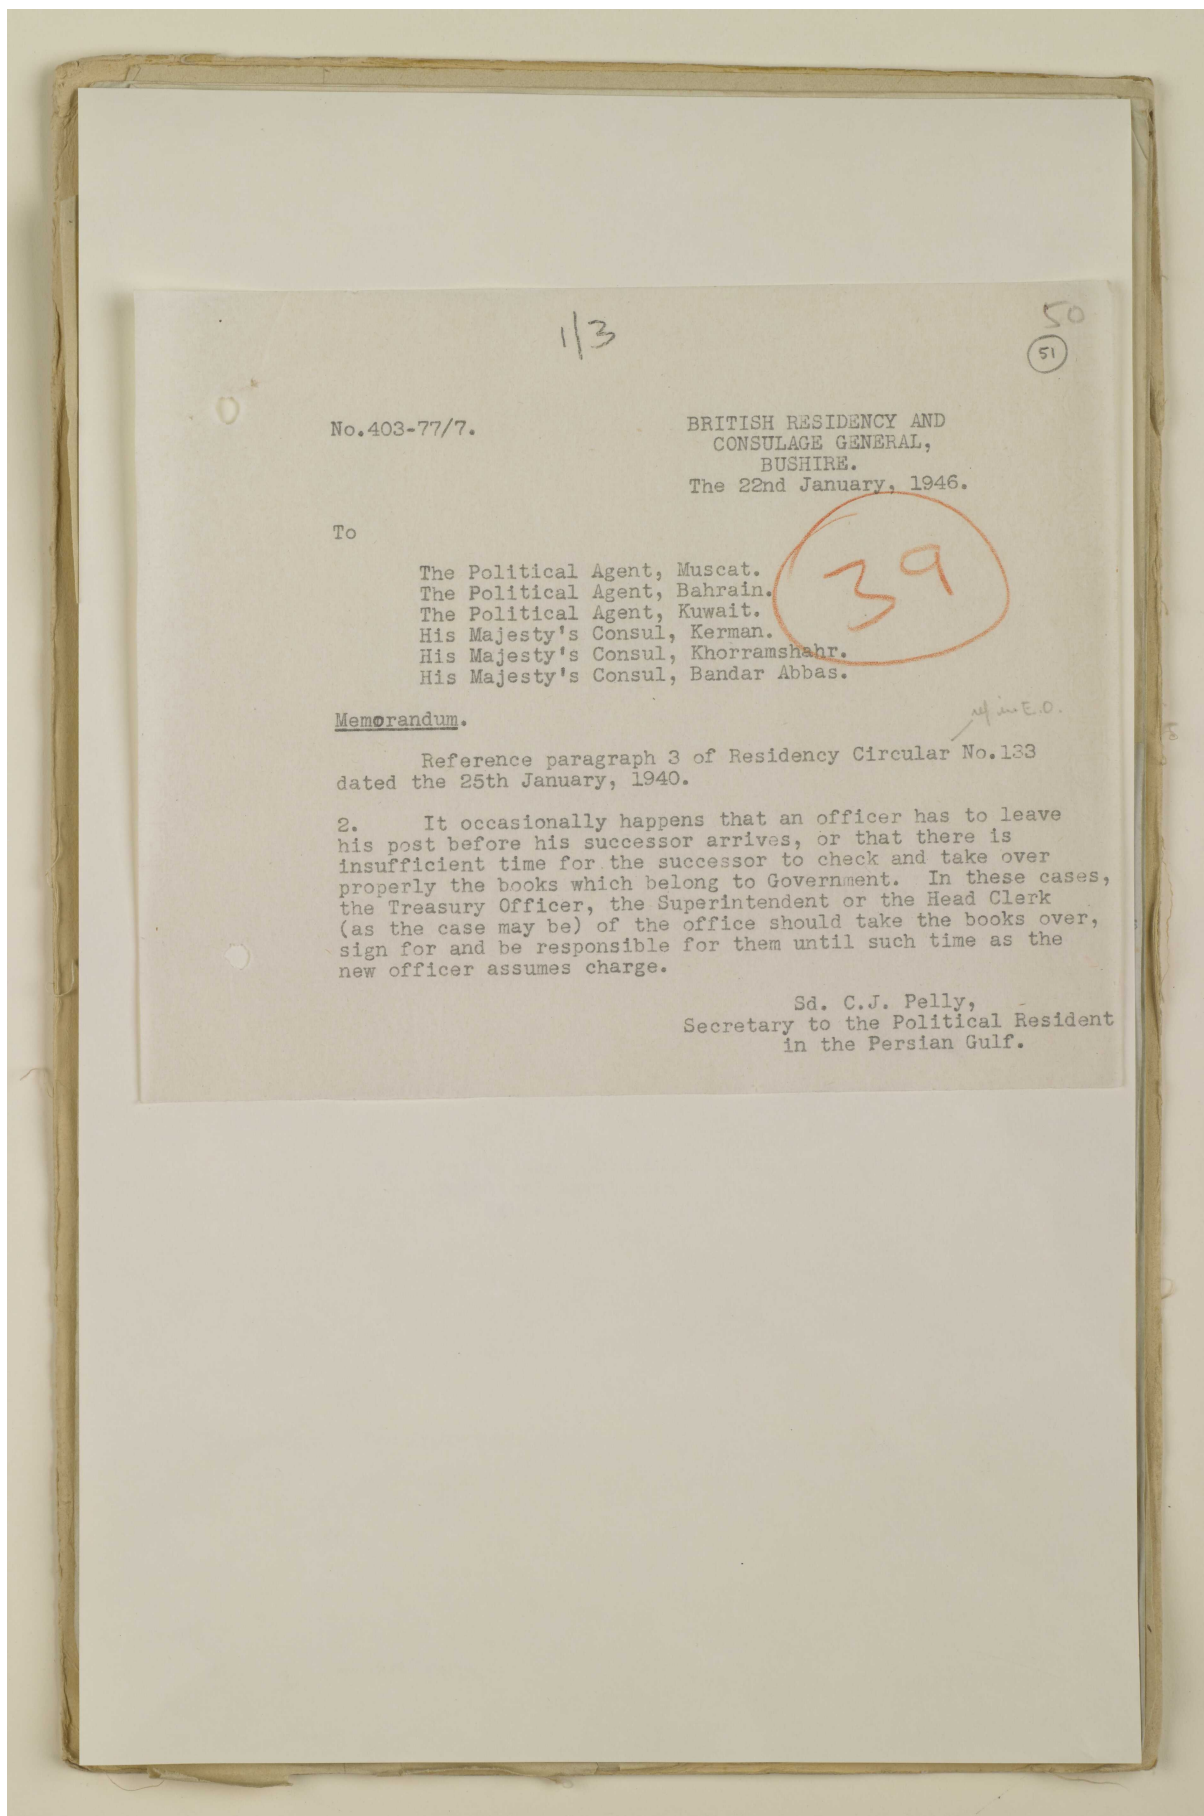 1/3
50
51
No.403-77/7.
BRITISH RESIDENCY AND
CONSULAGE GENERAL,
BUSHIRE.
The 22nd January, 1946.
To
39
The Political Agent, Muscat.
The Political Agent, Bahrain.
The Political Agent, Kuwait.
His Majesty's Consul, Kerman.
His Majesty's Consul, Khorramshahr.
His Majesty's Consul, Bandar Abbas.
in E.O.
Memorandum.
Reference paragraph 3 of Residency Circular No.133
dated the 25th January, 1940.
2. It occasionally happens that an officer has to leave
his post before his successor arrives, or that there is
insufficient time for the successor to check and take over
properly the books which belong to Government. In these cases,
the Treasury Officer, the Superintendent or the Head Clerk
(as the case may be) of the office should take the books over,
sign for and be responsible for them until such time as the
new officer assumes charge.
Sd. C.J. Pelly,
Secretary to the Political Resident
in the Persian Gulf.